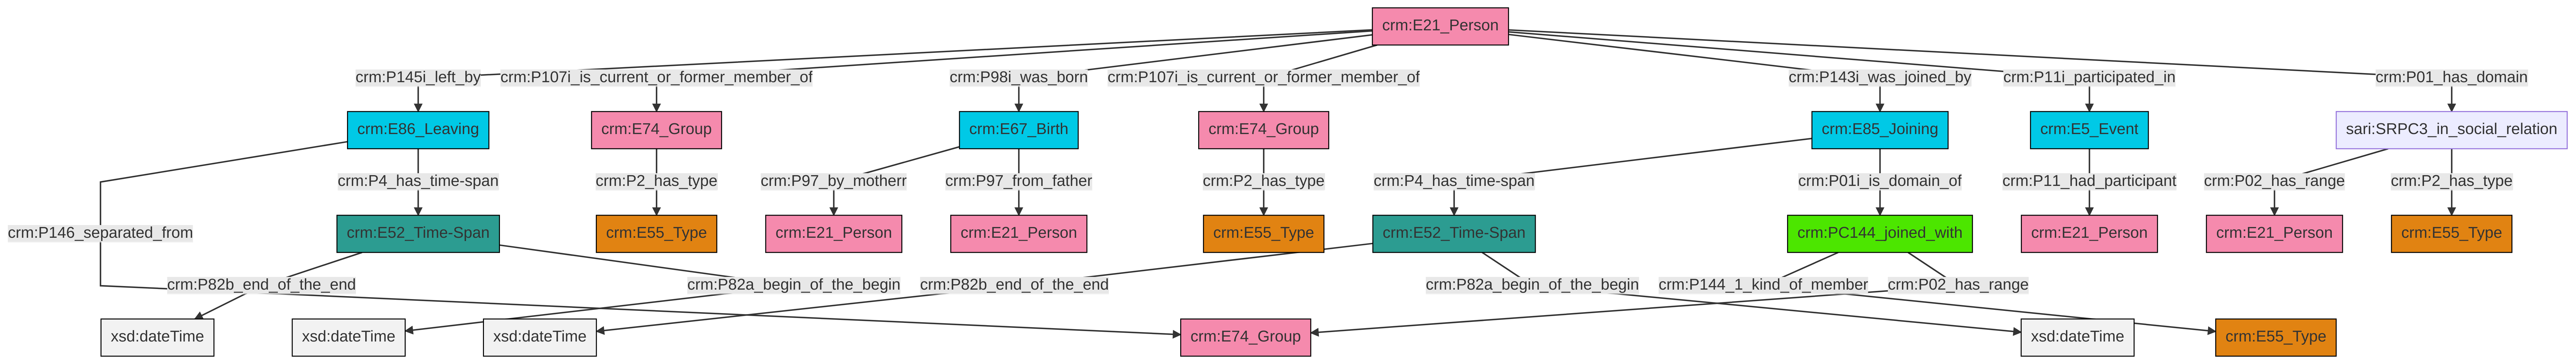 crm:E21_Person
crm:P145i_left_by
crm:P107i_is_current_or_former_member_of
crm:P98i_was_born
crm:P107i_is_current_or_former_member_of
crm:P143i_was_joined_by
crm:P11i_participated_in
crm:P01_has_domain
crm:E86_Leaving
crm:E74_Group
crm:E67_Birth
crm:E74_Group
crm:E85_Joining
crm:E5_Event
sari:SRPC3_in_social_relation
crm:P4_has_time-span
crm:P2_has_type
crm:P97_by_motherr
crm:P97_from_father
crm:P2_has_type
crm:P4_has_time-span
crm:P01i_is_domain_of
crm:P11_had_participant
crm:P02_has_range
crm:P2_has_type
crm:P146_separated_from
crm:E52_Time-Span
crm:E55_Type
crm:E21_Person
crm:E21_Person
crm:E55_Type
crm:E52_Time-Span
crm:PC144_joined_with
crm:E21_Person
crm:E21_Person
crm:E55_Type
crm:P82b_end_of_the_end
crm:P82a_begin_of_the_begin
crm:P82b_end_of_the_end
crm:P82a_begin_of_the_begin
crm:P144_1_kind_of_member
crm:P02_has_range
xsd:dateTime
xsd:dateTime
xsd:dateTime
crm:E74_Group
xsd:dateTime
crm:E55_Type